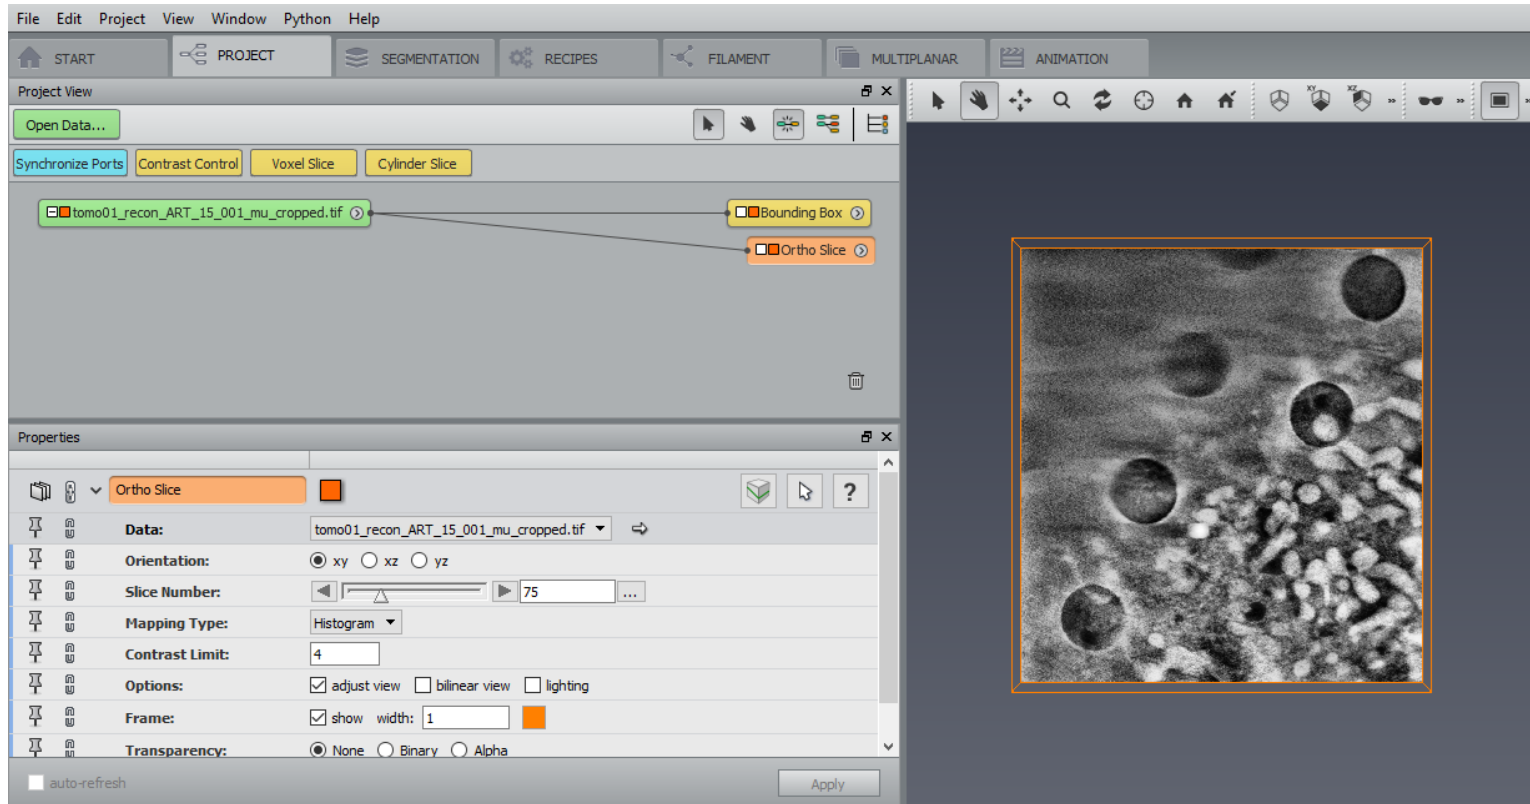 File Edit Project View Window Python Help
START PROJECT SEGMENTATION RECIPES FILAMENT MULTIPLANAR ANIMATION
Project View
Open Data...
XY XZ » » »
Synchronize Ports Contrast Control Voxel Slice Cylinder Slice
tomo01_recon_ART_15_001_mu_cropped.tif Bounding Box
Ortho Slice
Properties
Ortho Slice ?
Data: tomo01_recon_ART_15_001_mu_cropped.tif
Orientation: xy xz yz
Slice Number: 75 ...
Mapping Type: Histogram
Contrast Limit: 4
Options: adjust view bilinear view lighting
Frame: show width: 1
Transparency: None Binary Alpha
auto-refresh Apply